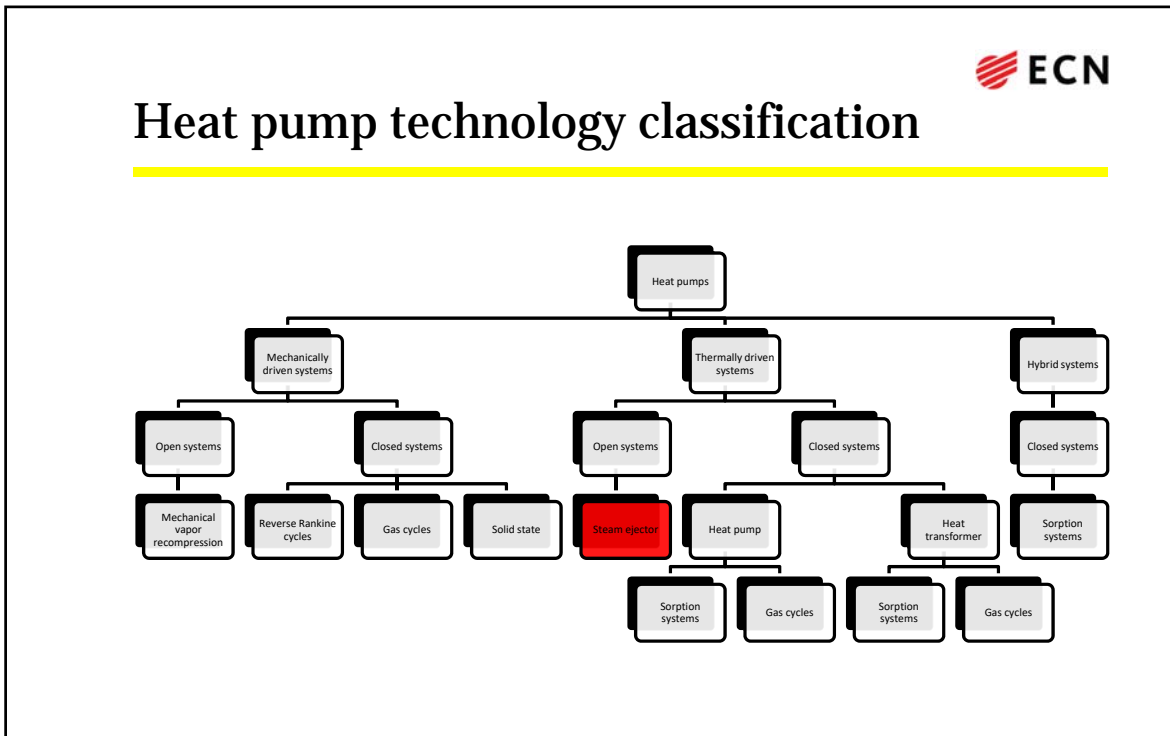 ECN
Heat pump technology classification
Heat pumps
Mechanically
driven systems
Thermally driven
systems
Hybrid systems
Open systems
Closed systems
Open systems
Closed systems
Closed systems
Mechanical
vapor
recompression
Reverse Rankine
cycles
Gas cycles
Solid state
Steam ejector
Heat pump
Heat
transformer
Sorption
systems
Sorption
systems
Gas cycles
Sorption
systems
Gas cycles